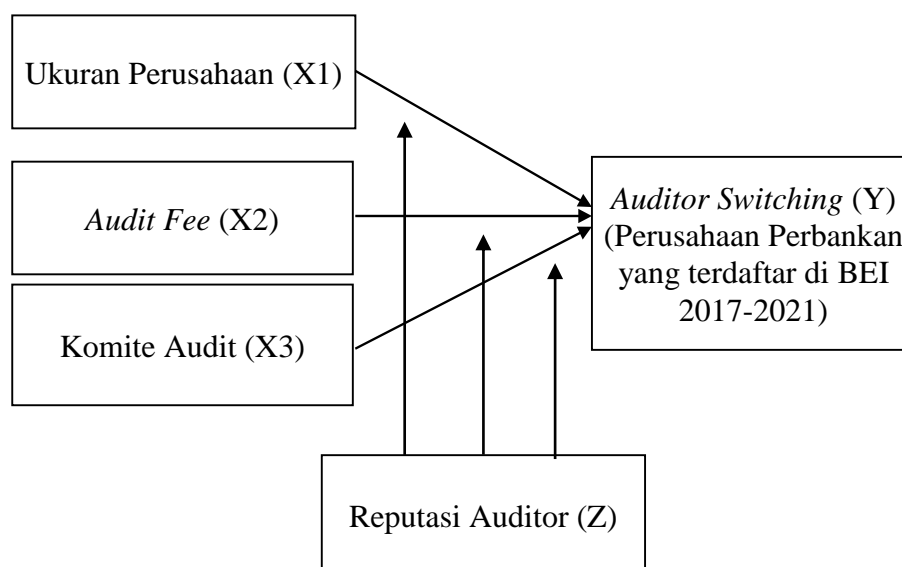 Ukuran Perusahaan (X1)
Audit Fee (X2)
Komite Audit (X3)
Auditor Switching (Y)
(Perusahaan Perbankan
yang terdaftar di BEI
2017-2021)
Reputasi Auditor (Z)